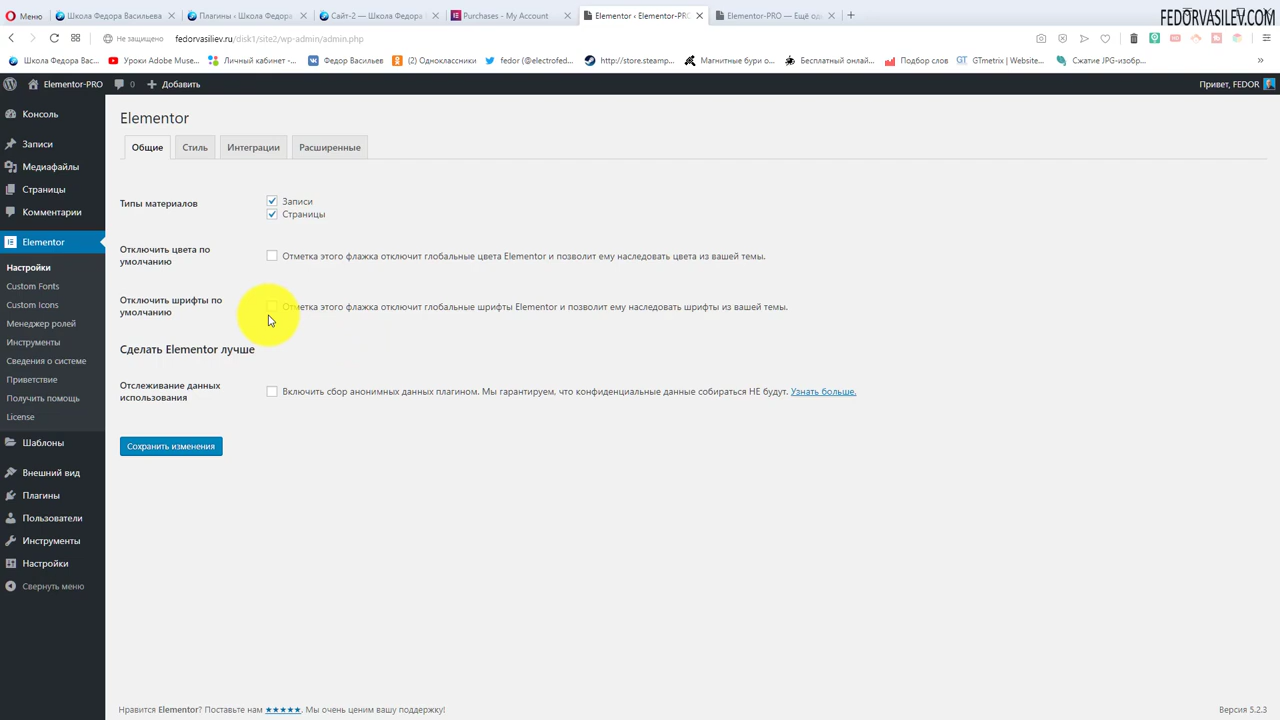 Меню
Школа Федора Васильева
Плагины ‹ Школа Федора
Сайт-2 — Школа Федора
Purchases - My Account
Elementor ‹ Elementor-PRO
Elementor-PRO — Ещё од
FEDORVASILEV.COM
Не защищено
fedorvasiliev.ru/disk1/site2/wp-admin/admin.php
Школа Федора Вас...
Уроки Adobe Muse...
Личный кабинет -...
Федор Васильев
(2) Одноклассники
fedor (@electrofed...
http://store.steamp...
Магнитные бури о...
Бесплатный онлай...
Подбор слов
GTmetrix | Website...
Сжатие JPG-изобр...
Elementor-PRO
0
Добавить
Привет, FEDOR
Консоль
Записи
Медиафайлы
Страницы
Комментарии
Elementor
Настройки
Custom Fonts
Custom Icons
Менеджер ролей
Инструменты
Сведения о системе
Приветствие
Получить помощь
License
Шаблоны
Внешний вид
Плагины
Пользователи
Инструменты
Настройки
Свернуть меню
Elementor
Общие
Стиль
Интеграции
Расширенные
Типы материалов
Записи
Страницы
Отключить цвета по
умолчанию
Отметка этого флажка отключит глобальные цвета Elementor и позволит ему наследовать цвета из вашей темы.
Отключить шрифты по
умолчанию
Отметка этого флажка отключит глобальные шрифты Elementor и позволит ему наследовать шрифты из вашей темы.
Сделать Elementor лучше
Отслеживание данных
использования
Включить сбор анонимных данных плагином. Мы гарантируем, что конфиденциальные данные собираться НЕ будут. Узнать больше.
Сохранить изменения
Нравится Elementor? Поставьте нам ★★★★★. Мы очень ценим вашу поддержку!
Версия 5.2.3